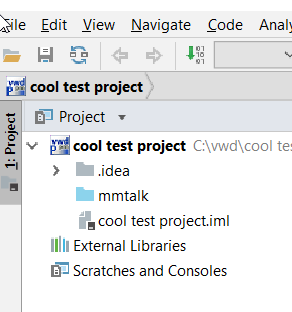 File Edit View Navigate Code Analy
cool test project
Project
1: Project
cool test project C:\vwd\cool tes
.idea
mmtalk
cool test project.iml
External Libraries
Scratches and Consoles